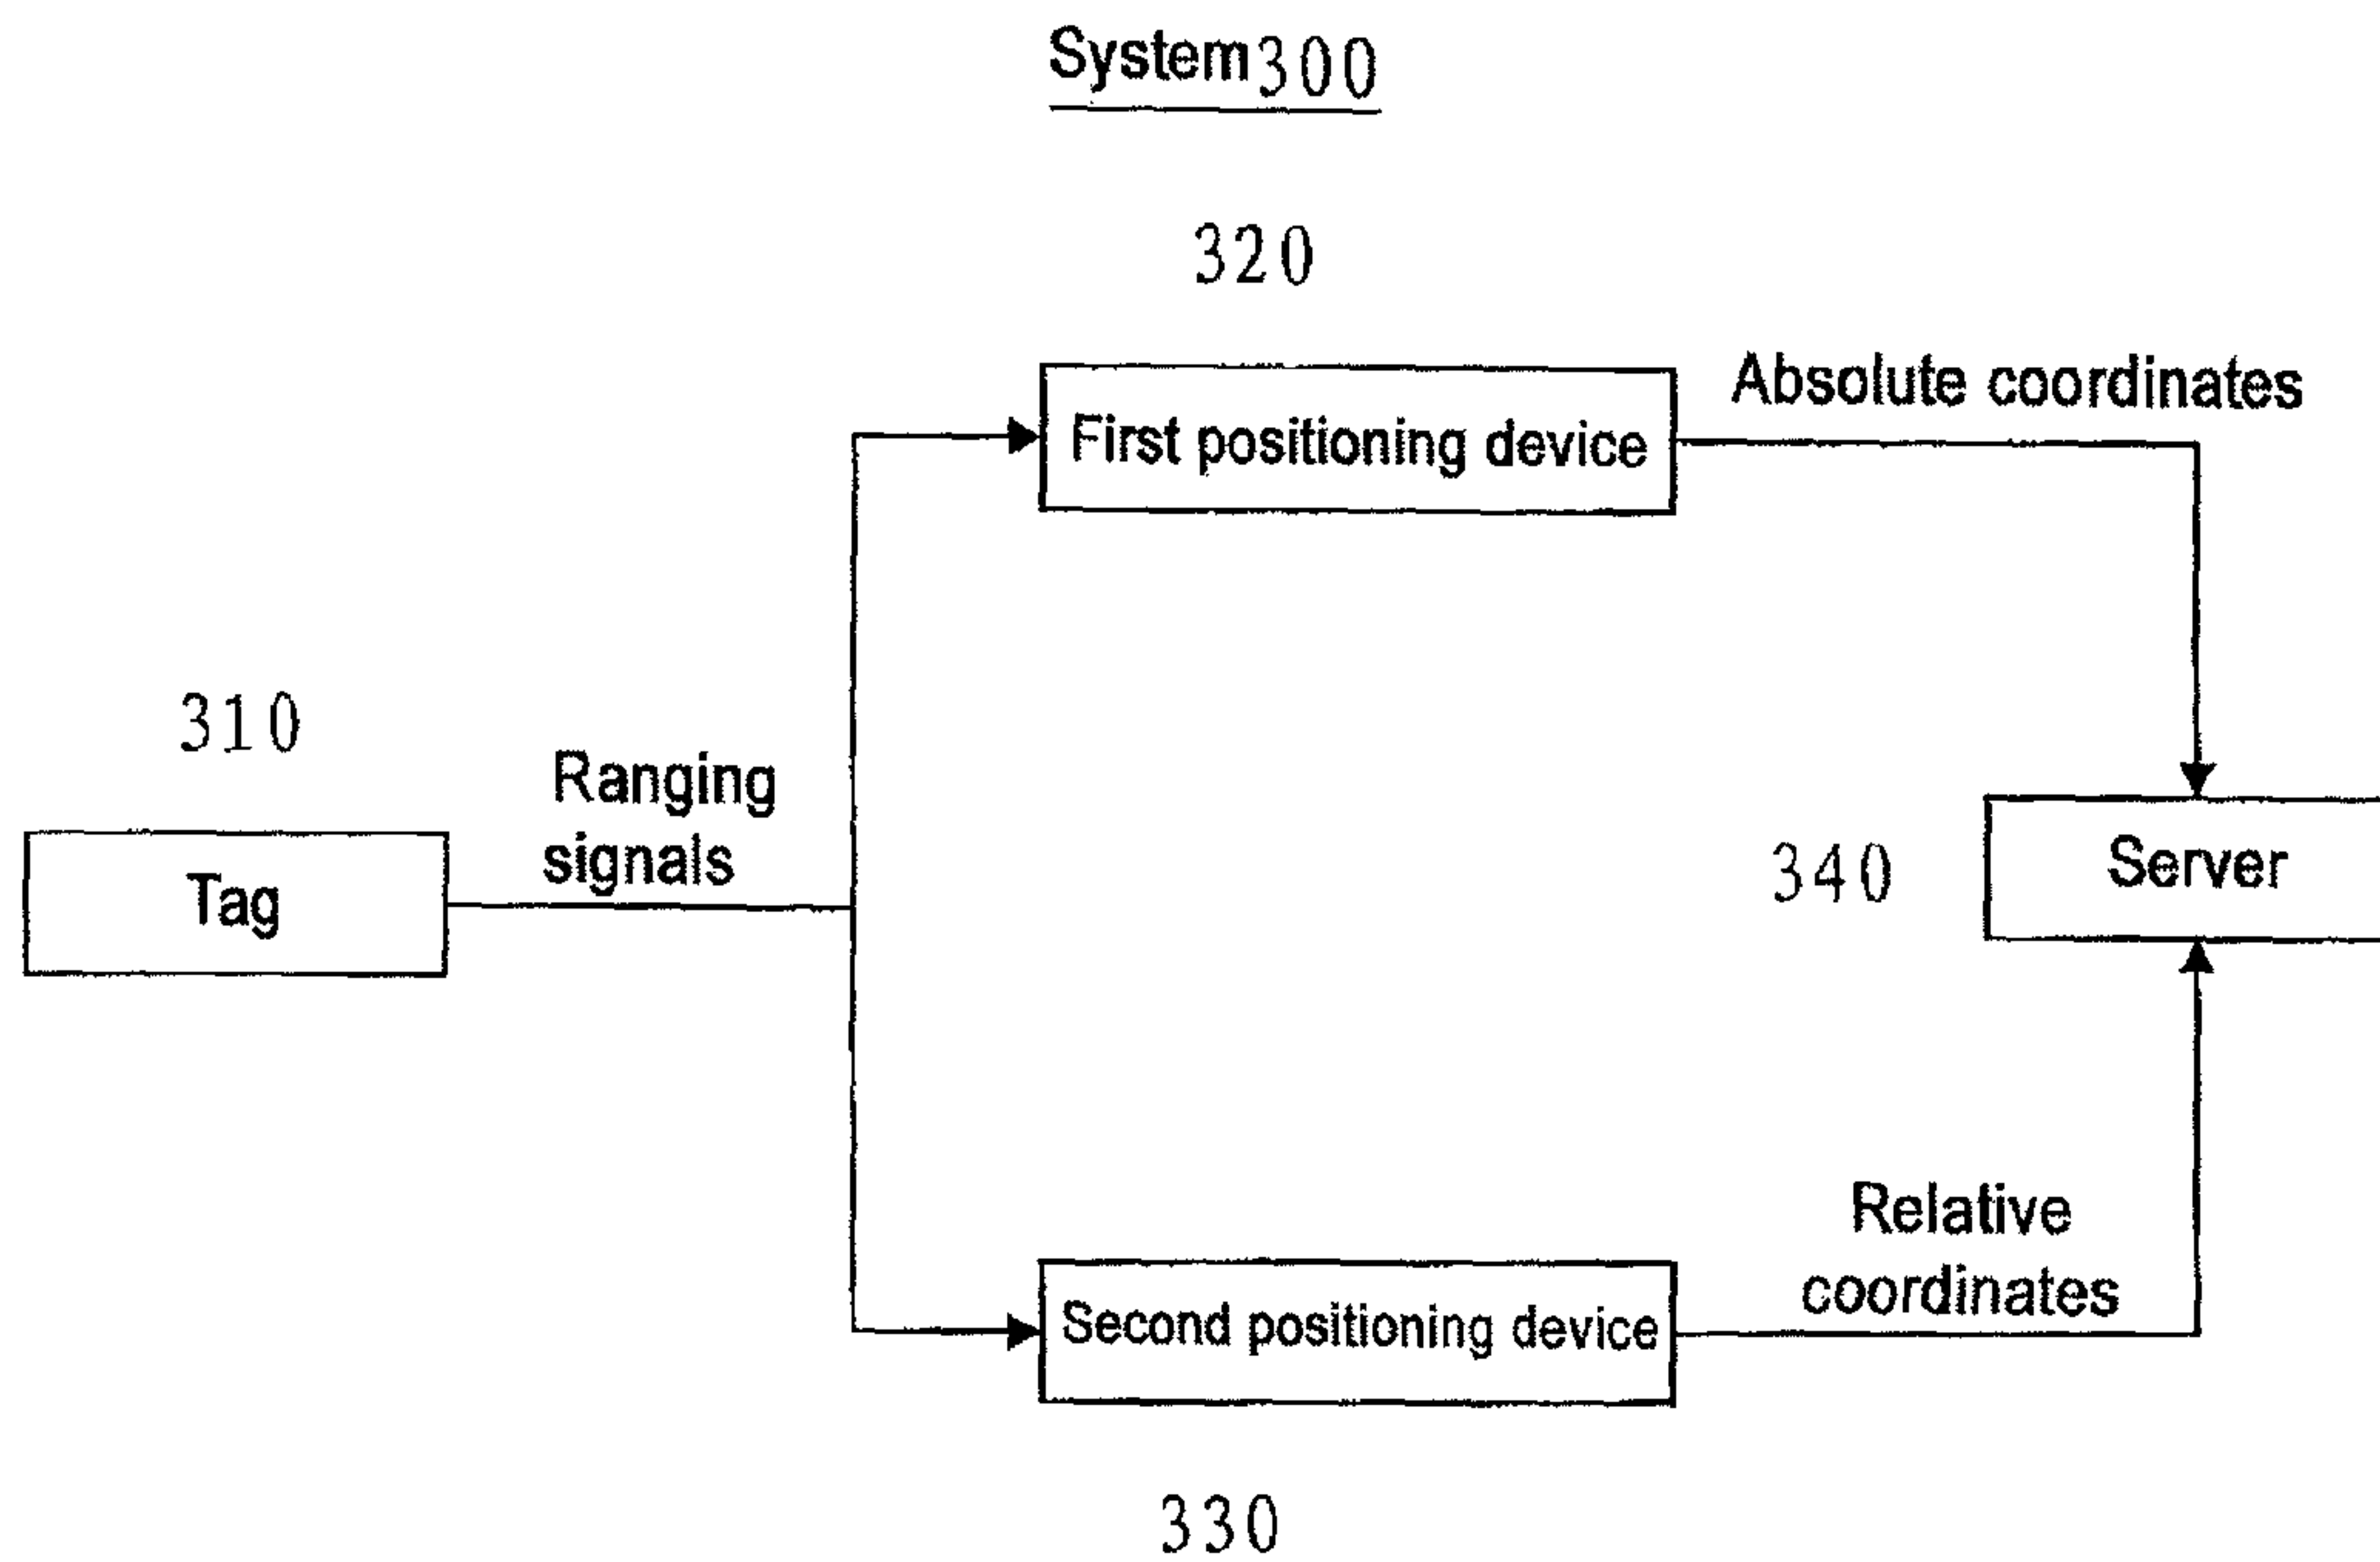 System300
320
Absolute coordinates
First positioning device
310
Ranging
signals
Tag
340
Server
Relative
coordinates
Second positioning device
330